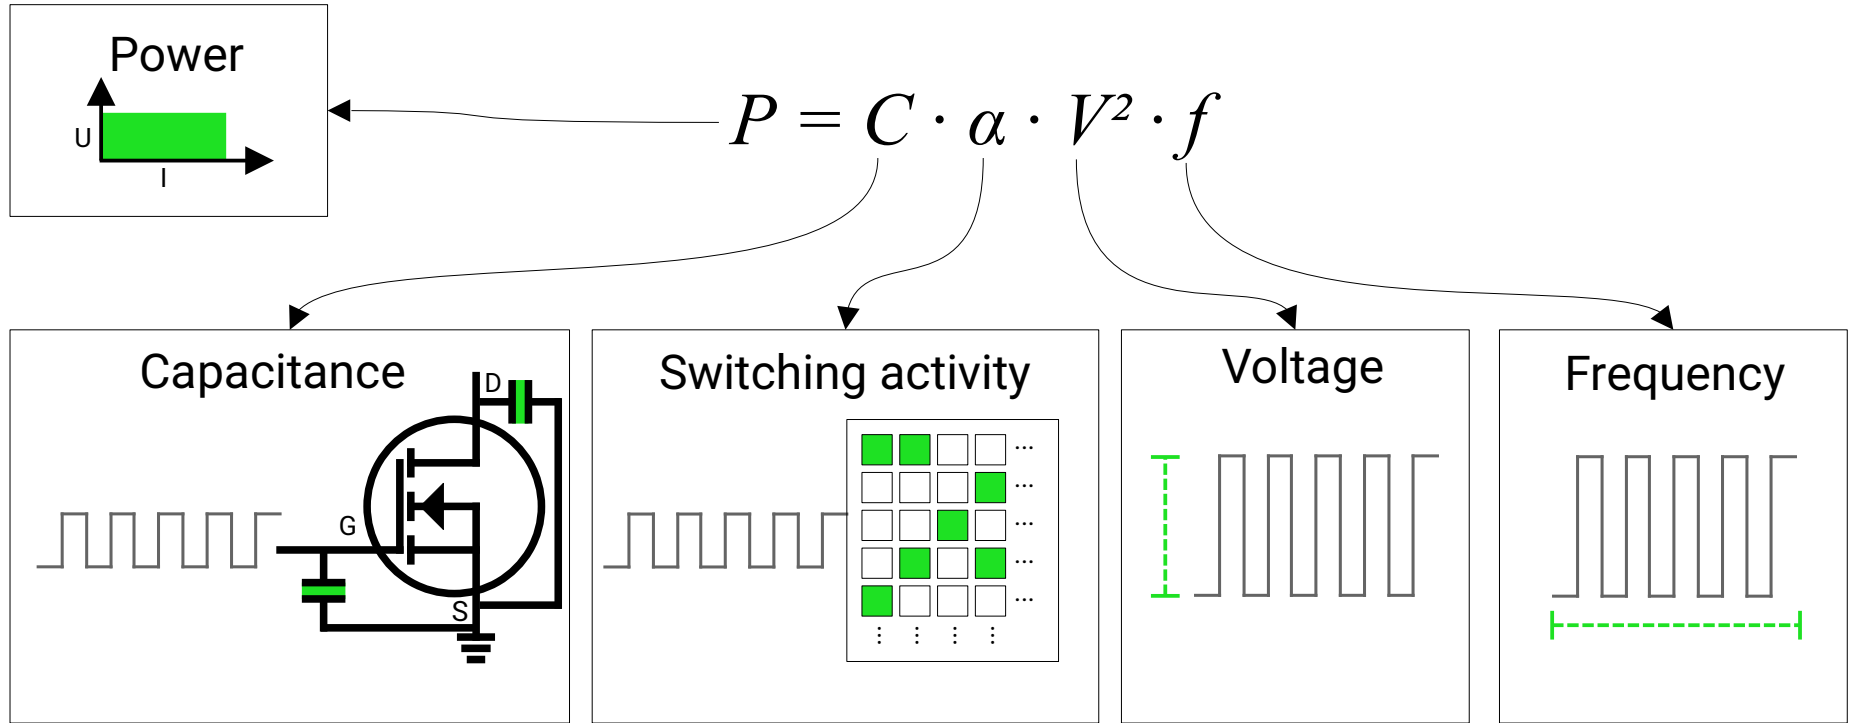 Power
U
I
P = C · α · V² · f
Capacitance
D
G
S
Switching activity
...
...
...
...
...
Voltage
Frequency